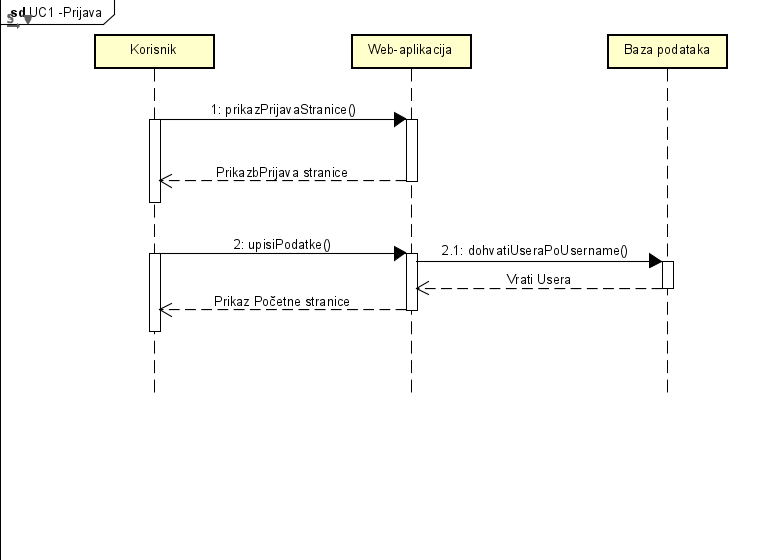 sd UC1 -Prijava
Korisnik
Web-aplikacija
Baza podataka
1: prikazPrijavaStranice()
PrikazbPrijava stranice
2: upisiPodatke()
2.1: dohvatiUseraPoUsername()
Vrati Usera
Prikaz Početne stranice